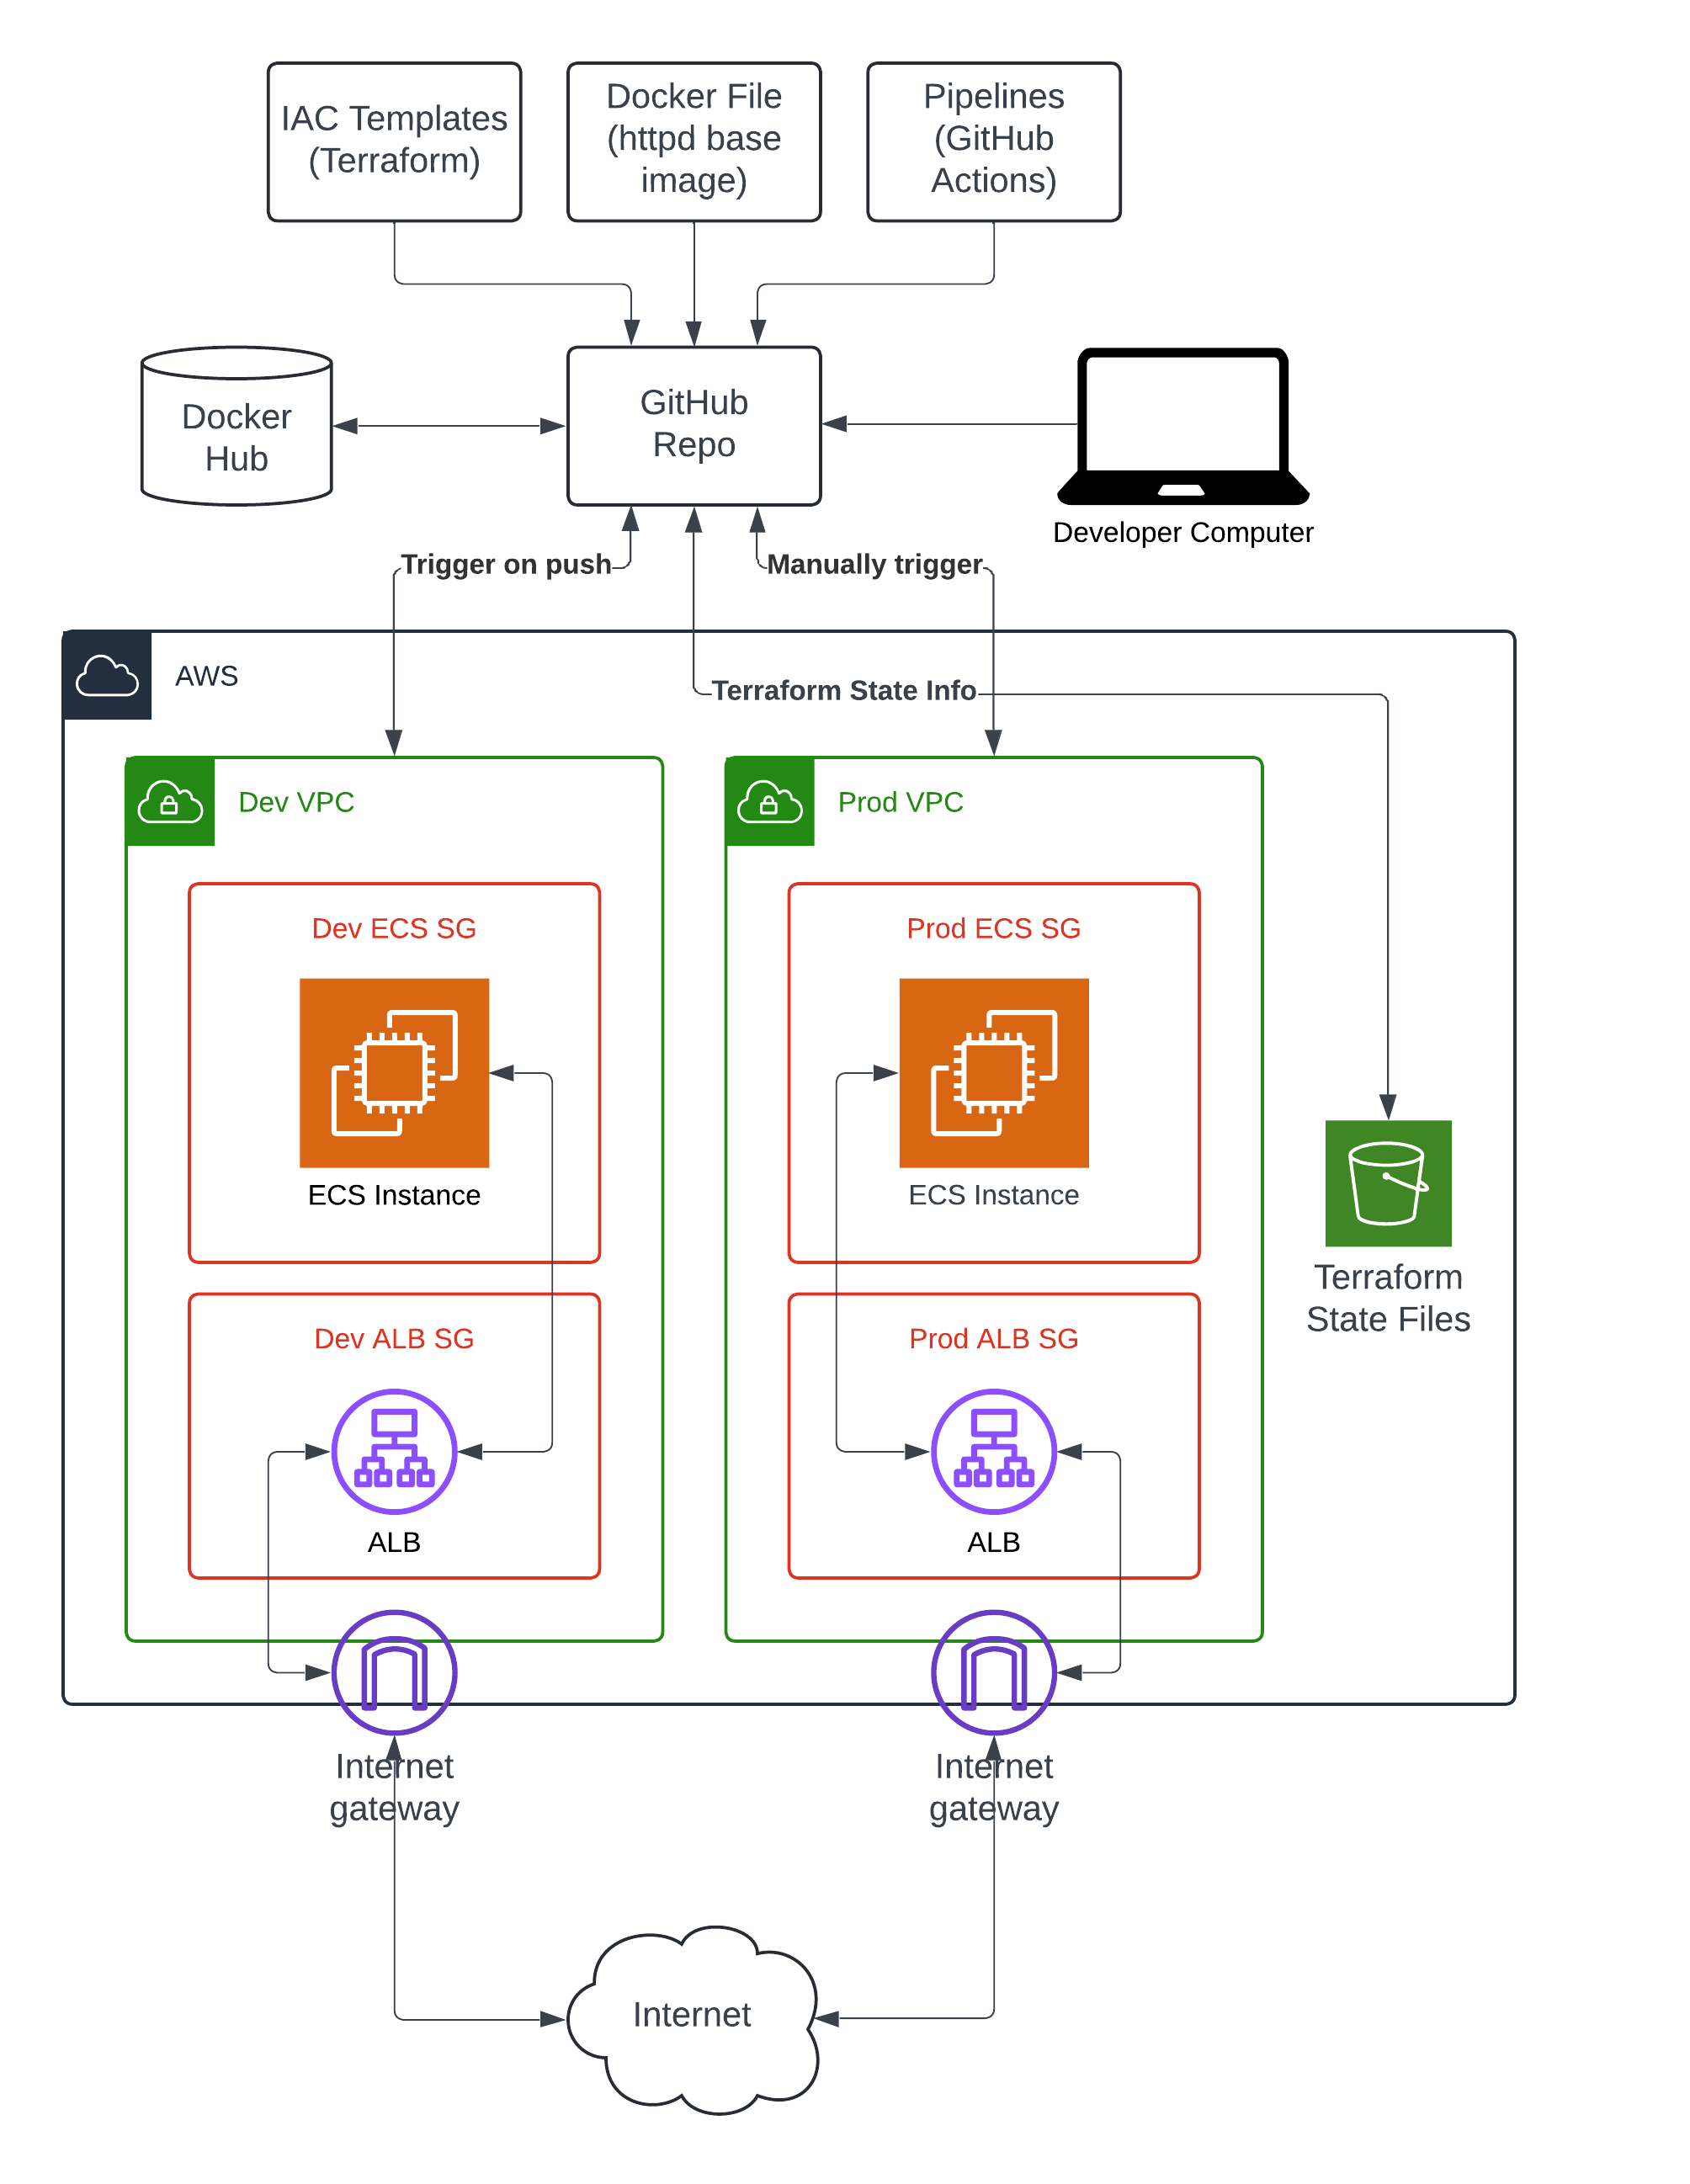 IAC Templates
(Terraform)
Docker File
(httpd base
image)
Pipelines
(GitHub
Actions)
Docker
Hub
GitHub
Repo
Developer Computer
Trigger on push
Manually trigger
AWS
Terraform State Info
Dev VPC
Prod VPC
Dev ECS SG
Prod ECS SG
ECS Instance
ECS Instance
Terraform
State Files
Dev ALB SG
Prod ALB SG
ALB
ALB
Internet
gateway
Internet
gateway
Internet